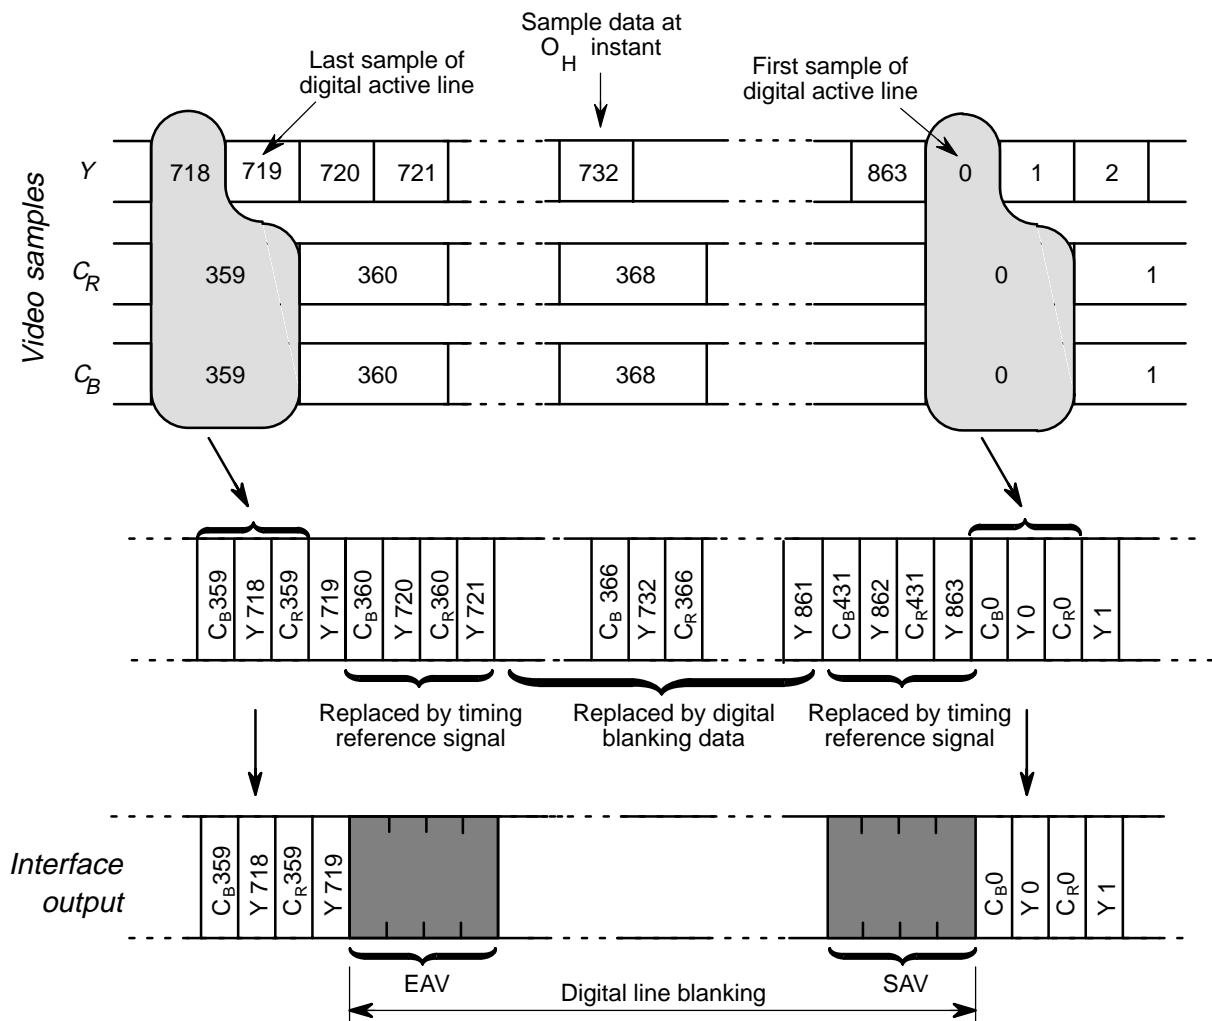 Sample data at
O_H instant
Last sample of
digital active line
First sample of
digital active line
Video samples
Y 718 719 720 721 732 863 0 1 2
C_R 359 360 368 0 1
C_B 359 360 368 0 1
C_B359 Y 718 C_R359 Y 719 C_B360 Y 720 C_R360 Y 721 C_B 366 Y 732 C_R 366 Y 861 C_B431 Y 862 C_R431 Y 863 C_B0 Y 0 C_R0 Y 1
Replaced by timing
reference signal
Replaced by digital
blanking data
Replaced by timing
reference signal
Interface
output
C_B359 Y 718 C_R359 Y 719 C_B0 Y 0 C_R0 Y 1
EAV
SAV
Digital line blanking